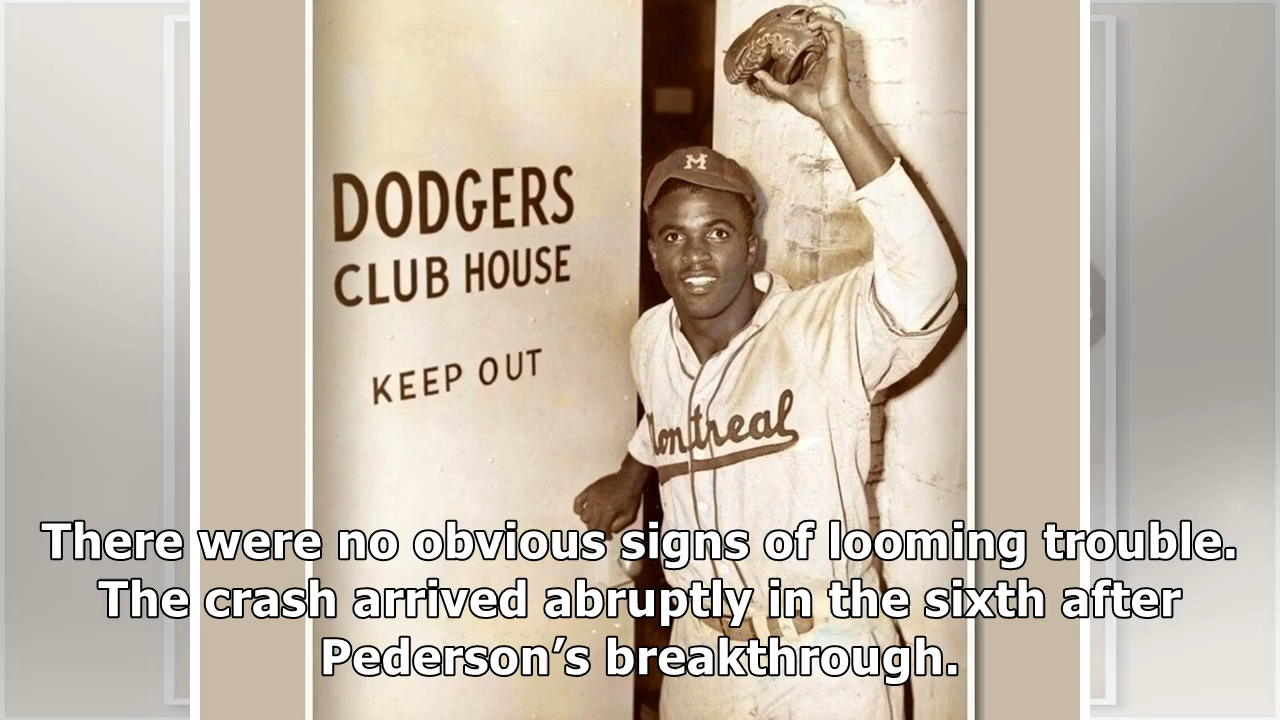 DODGERS
CLUB HOUSE
KEEP OUT
M
Montreal
There were no obvious signs of looming trouble.
The crash arrived abruptly in the sixth after
Pederson’s breakthrough.